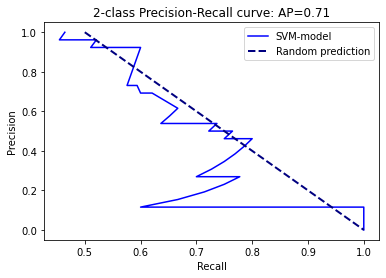 2-class Precision-Recall curve: AP=0.71
SVM-model
Random prediction
1.0
0.8
0.6
0.4
0.2
0.0
Precision
0.5 0.6 0.7 0.8 0.9 1.0
Recall